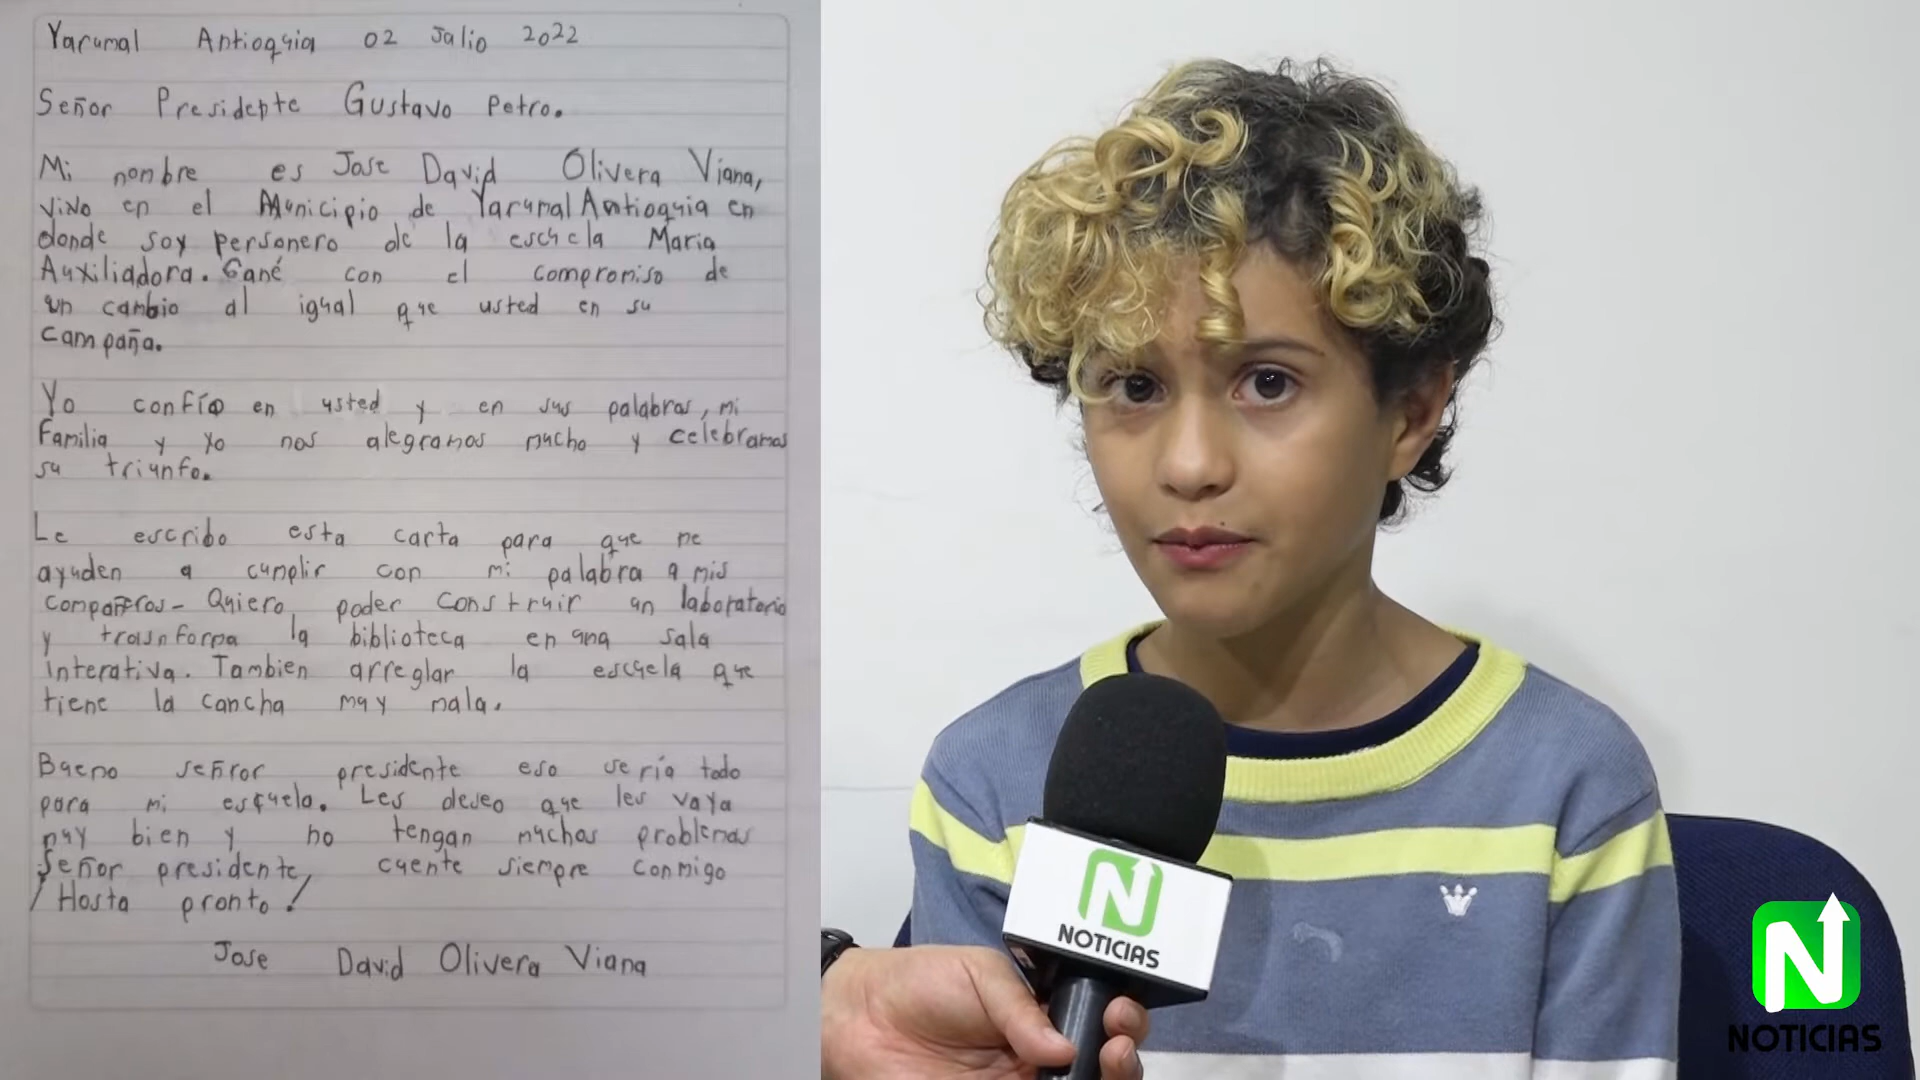 Yarumal Antioquia 02 Julio 2022
Señor Presidente Gustavo Petro.
Mi nombre es Jose David Olivera Viana,
vivo en el Municipio de Yarumal Antioquia en
donde soy personero de la escuela Maria
Auxiliadora. Gané con el compromiso de
un cambio al igual que usted en su
campaña.
Yo confío en usted y en sus palabras, mi
familia y yo nos alegramos mucho y celebramos
su triunfo.
Le escribo esta carta para que me
ayuden a cumplir con mi palabra a mis
compañeros- Quiero poder construir un laboratorio
y la biblioteca en una sala
interativa. Tambien arreglar la escuela que
tiene la cancha muy mala.
Bueno señror presidente eso sería todo
para mi escuela. Les deseo que les vaya
muy bien y no tengan muchos problemas
Señor presidente, cuente siempre conmigo
¡Hasta pronto!
Jose David Olivera Viana
N
NOTICIAS
N
NOTICIAS